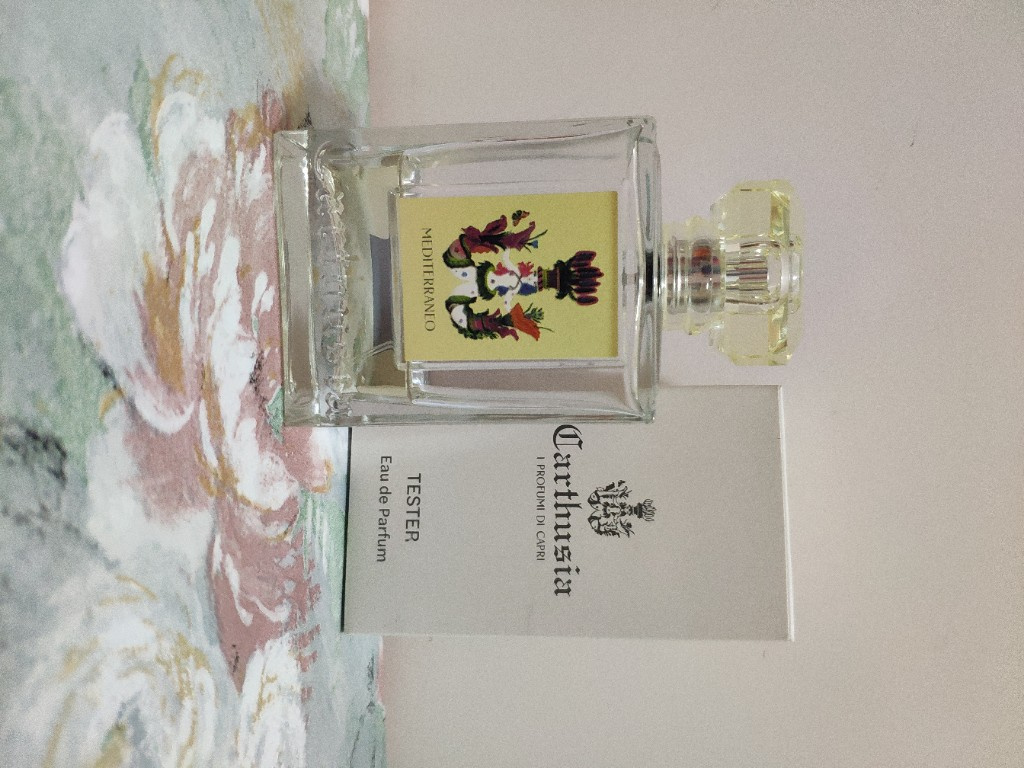 MEDITERRANEO
Carthusia
I PROFUMI DI CAPRI
TESTER
Eau de Parfum